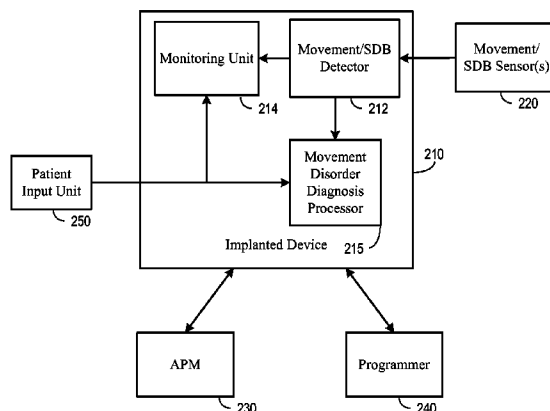 Monitoring Unit
214
Movement/SDB
Detector
212
Movement/
SDB Sensor(s)
220
210
Patient
Input Unit
250
Movement
Disorder
Diagnosis
Processor
215
Implanted Device
APM
230
Programmer
240